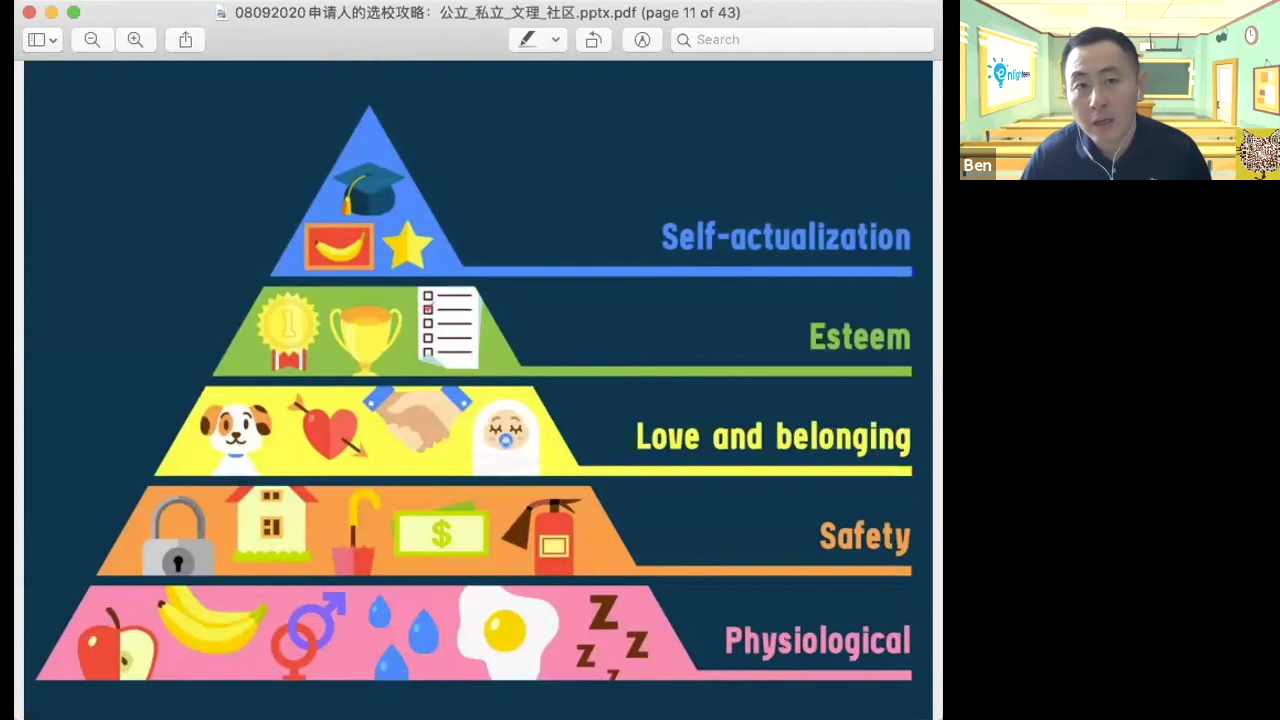 08092020申请人的选校攻略：公立_私立_文理_社区.pptx.pdf (page 11 of 43)
Search
Self-actualization
1
Esteem
Love and belonging
$
Safety
Z
Z
Z
Z
Physiological
enlighteens
Ben